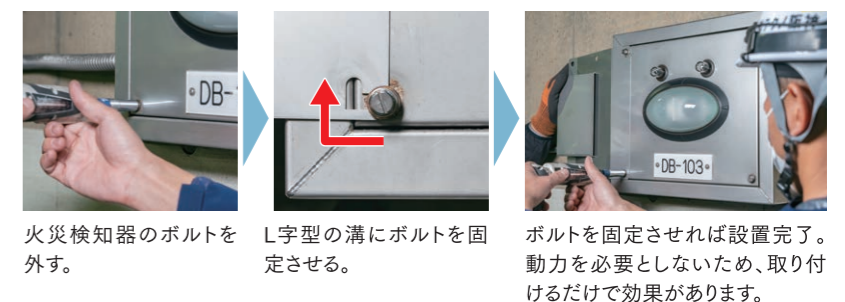 DB-
DB-103
火災検知器のボルトを
外す。
L字型の溝にボルトを固
定させる。
ボルトを固定させれば設置完了。
動力を必要としないため、取り付
けるだけで効果があります。